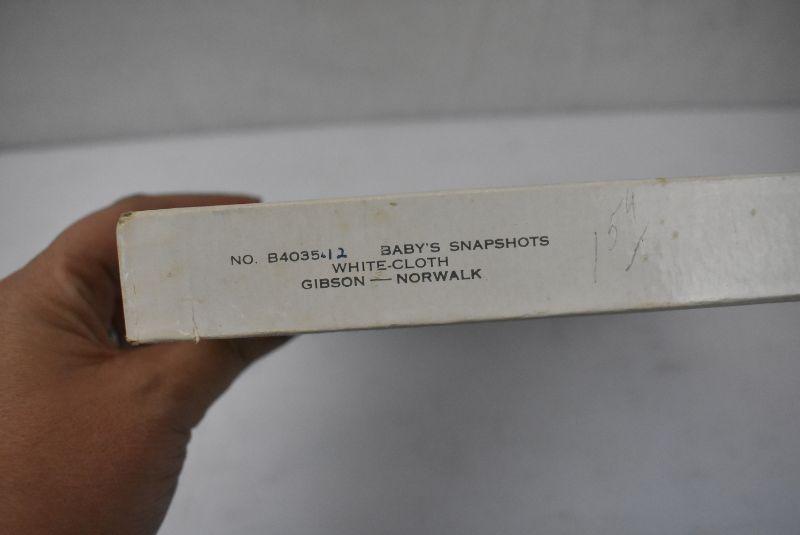 NO. B4035-12 BABY'S SNAPSHOTS
WHITE-CLOTH
GIBSON — NORWALK